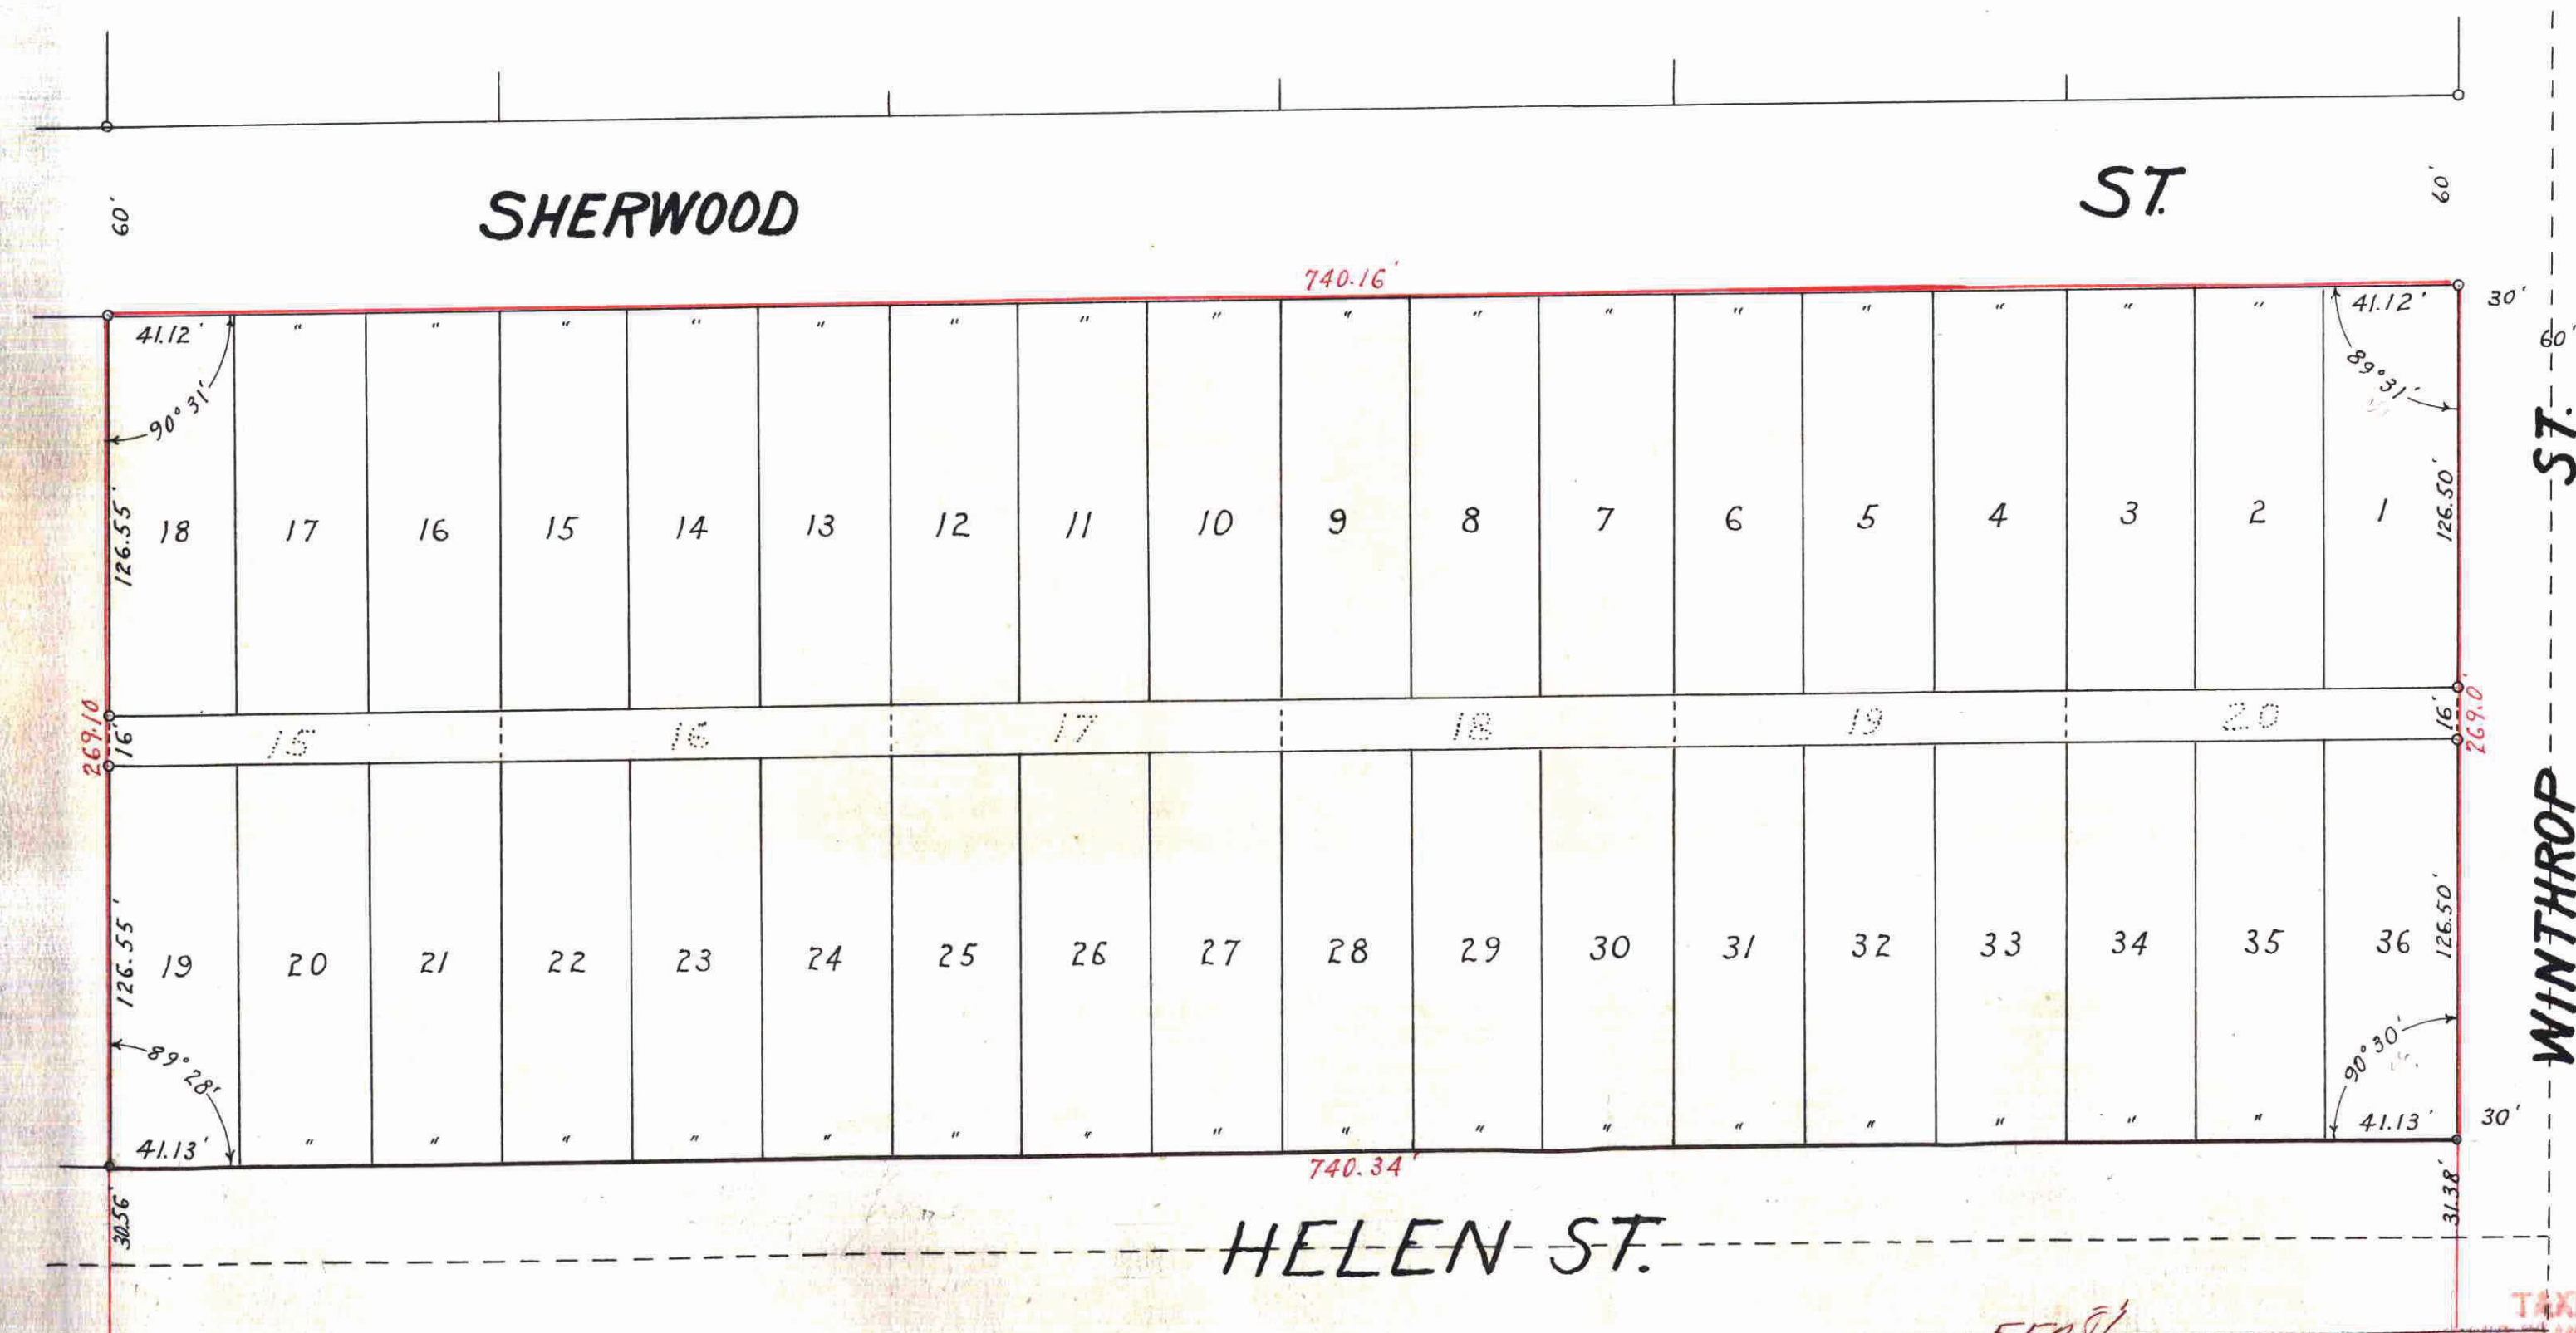 60' 60'
SHERWOOD ST.
740.16'
41.12' " " " " " " " " " " " " " " " " 41.12' 30'
60'
90° 31' 89° 31'
ST.
126.55' 18 17 16 15 14 13 12 11 10 9 8 7 6 5 4 3 2 1 126.50'
269.10 16' 15 16 17 18 19 20 16' 269.0'
WINTHROP
126.55' 19 20 21 22 23 24 25 26 27 28 29 30 31 32 33 34 35 36 126.50'
89° 28' 90° 30'
41.13' " " " " " " " " " " " " " " " " 41.13' 30'
740.34'
30.56' 31.38'
HELEN ST.
TAX